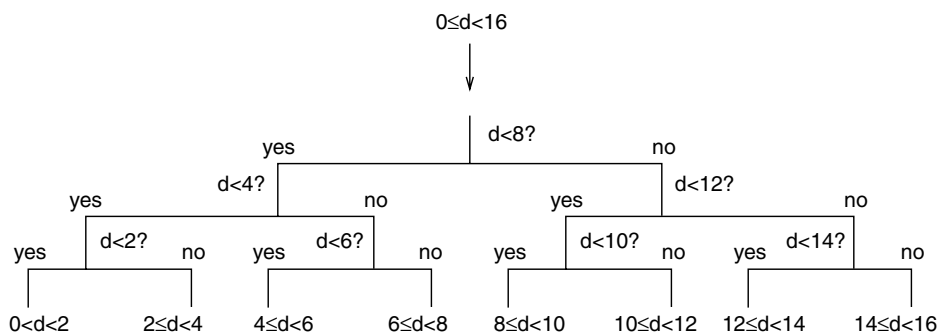 0≤d<16
d<8?
yes no
d<4? d<12?
yes no yes no
d<2? d<6? d<10? d<14?
yes no yes no yes no yes no
0<d<2 2≤d<4 4≤d<6 6≤d<8 8≤d<10 10≤d<12 12≤d<14 14≤d<16